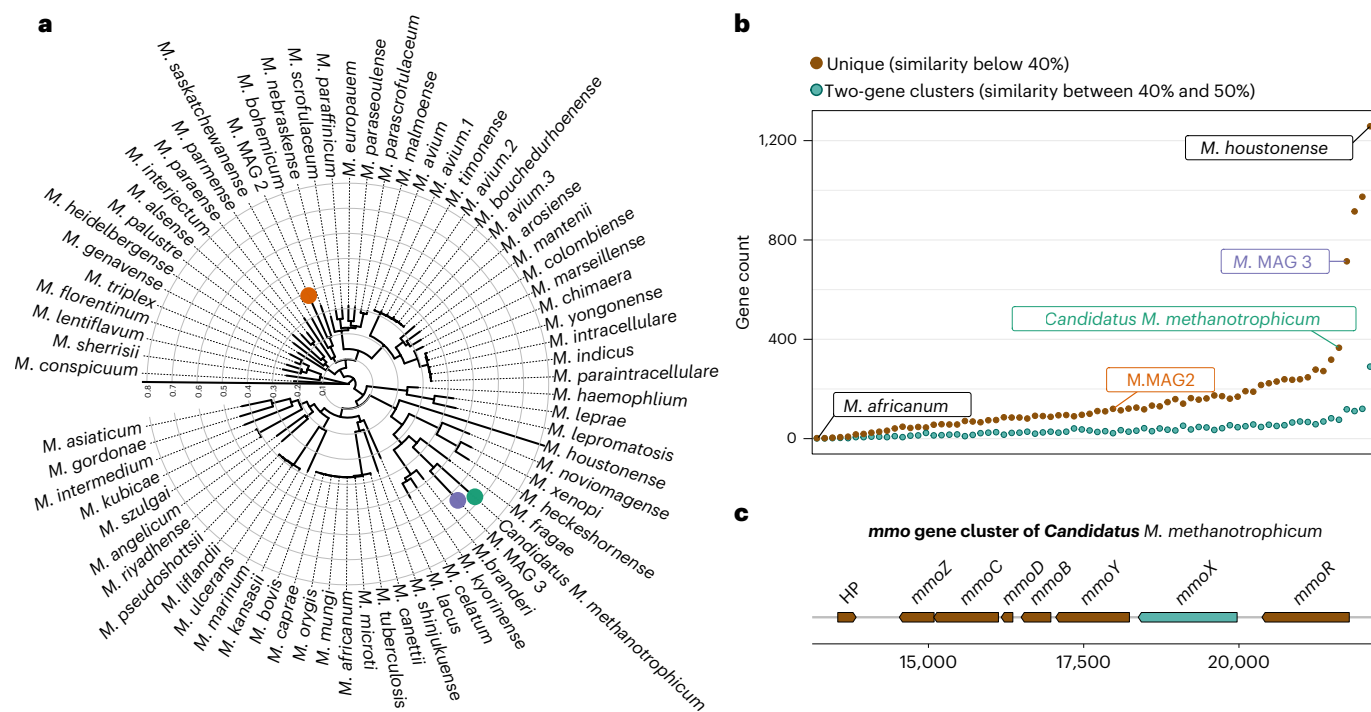 a
M. conspicuum
M. sherrisii
M. lentiflavum
M. florentinum
M. triplex
M. genavense
M. heidelbergense
M. palustre
M. alsense
M. interjectum
M. paraense
M. parmense
M. saskatchewanense
M. MAG 2
M. bohemicum
M. nebraskense
M. scrofulaceum
M. paraffinicum
M. europauem
M. paraseoulense
M. parascrofulaceum
M. malmoense
M. avium
M. avium.1
M. timonense
M. avium.2
M. bouchedurhoenense
M. avium.3
M. arosiense
M. mantenii
M. colombiense
M. marseillense
M. chimaera
M. yongonense
M. intracellulare
M. indicus
M. paraintracellulare
M. haemophlium
M. leprae
M. lepromatosis
M. houstonense
M. noviomagense
M. xenopi
M. heckeshornense
M. fragae
Candidatus M. methanotrophicum
M. MAG 3
M. branderi
M. kyorinense
M. celatum
M. lacus
M. shinjukuense
M. canettii
M. tuberculosis
M. microti
M. africanum
M. mungi
M. orygis
M. caprae
M. bovis
M. kansasii
M. marinum
M. ulcerans
M. liflandii
M. pseudoshottsii
M. riyadhense
M. angelicum
M. szulgai
M. kubicae
M. intermedium
M. gordonae
M. asiaticum
0.8 0.7 0.6 0.5 0.4 0.3 0.2 0.1
b
Unique (similarity below 40%)
Two-gene clusters (similarity between 40% and 50%)
Gene count
1,200
800
400
0
M. houstonense
M. MAG 3
Candidatus M. methanotrophicum
M.MAG2
M. africanum
c
mmo gene cluster of Candidatus M. methanotrophicum
HP mmoZ mmoC mmoD mmoB mmoY mmoX mmoR
15,000 17,500 20,000